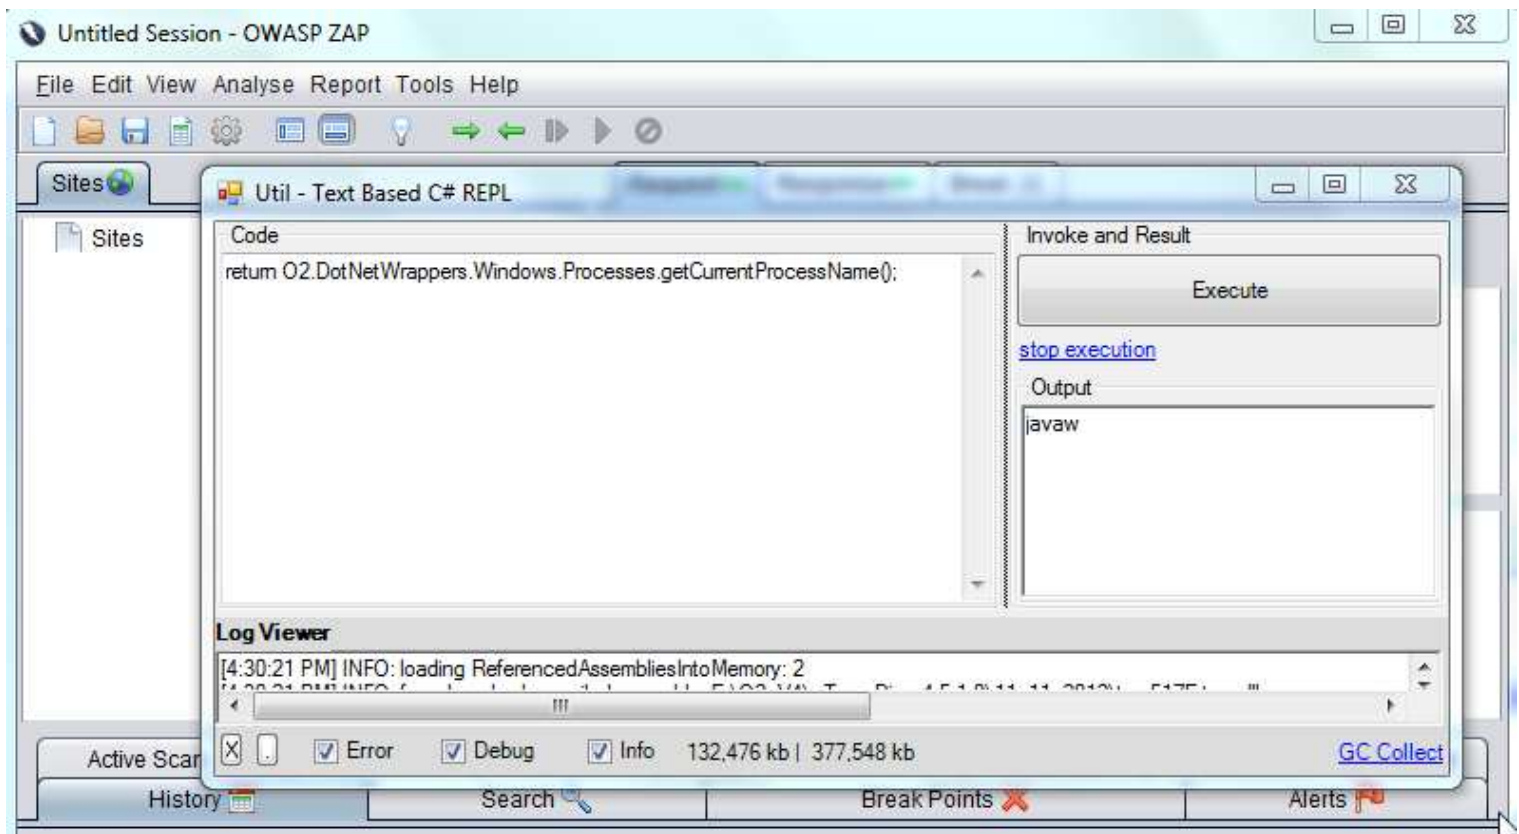 Untitled Session - OWASP ZAP
File Edit View Analyse Report Tools Help
Sites
Util - Text Based C# REPL
Sites
Code
return O2.DotNetWrappers.Windows.Processes.getCurrentProcessName();
Invoke and Result
Execute
stop execution
Output
javaw
Log Viewer
[4:30:21 PM] INFO: loading ReferencedAssembliesIntoMemory: 2
X . Error Debug Info 132,476 kb | 377,548 kb GC Collect
Active Scan
History Search Break Points Alerts